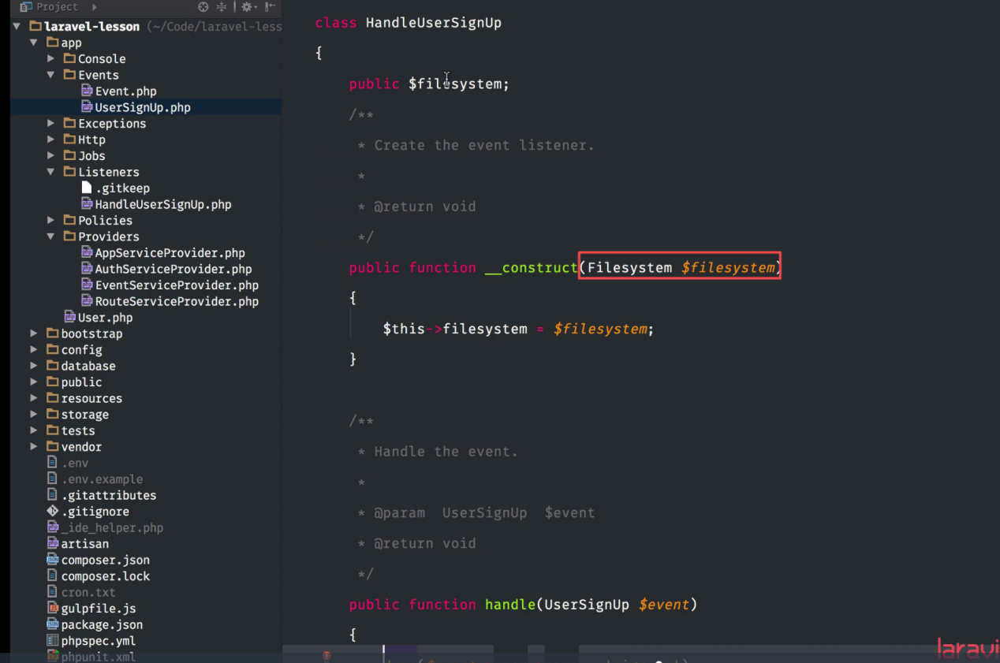 Project
laravel-lesson (~/Code/laravel-less
app
Console
Events
Event.php
UserSignUp.php
Exceptions
Http
Jobs
Listeners
.gitkeep
HandleUserSignUp.php
Policies
Providers
AppServiceProvider.php
AuthServiceProvider.php
EventServiceProvider.php
RouteServiceProvider.php
User.php
bootstrap
config
database
public
resources
storage
tests
vendor
.env
.env.example
.gitattributes
.gitignore
_ide_helper.php
artisan
composer.json
composer.lock
cron.txt
gulpfile.js
package.json
phpspec.yml
phpunit.xml
class HandleUserSignUp
{
public $filesystem;
/**
* Create the event listener.
*
* @return void
*/
public function __construct(Filesystem $filesystem)
{
$this->filesystem = $filesystem;
}
/**
* Handle the event.
*
* @param  UserSignUp  $event
* @return void
*/
public function handle(UserSignUp $event)
{
laravi